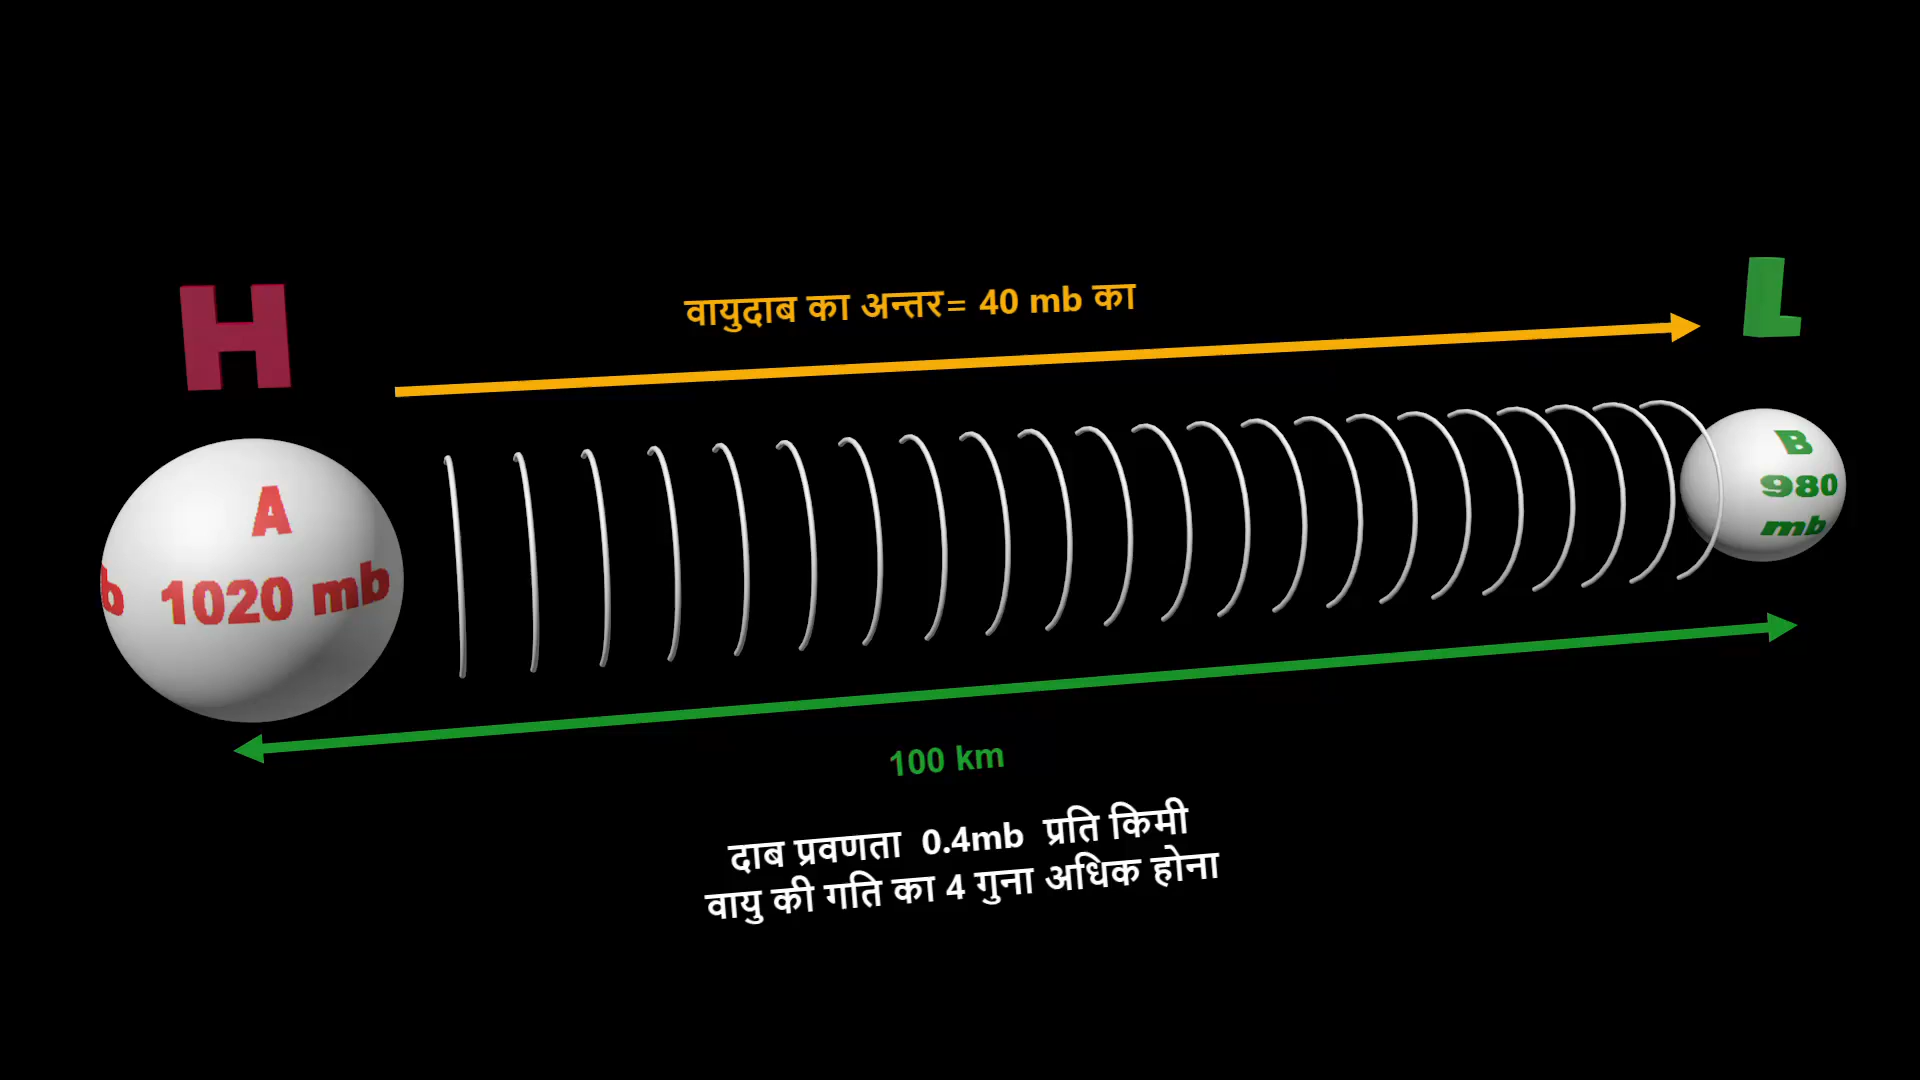 H
L
वायुदाब का अन्तर= 40 mb का
A
b 1020 mb
B
980
mb
100 km
दाब प्रवणता 0.4mb प्रति किमी
वायु की गति का 4 गुना अधिक होना